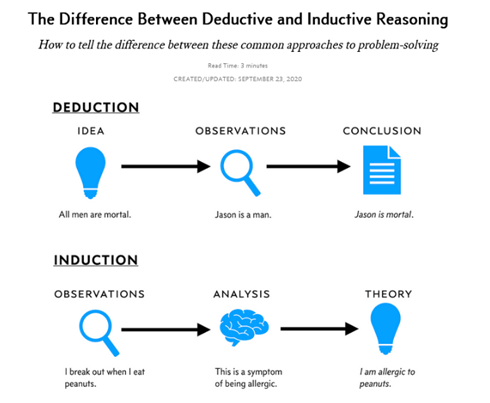 The Difference Between Deductive and Inductive Reasoning
How to tell the difference between these common approaches to problem-solving
Read Time: 3 minutes
CREATED/UPDATED: SEPTEMBER 23, 2020
DEDUCTION
IDEA OBSERVATIONS CONCLUSION
All men are mortal. Jason is a man. Jason is mortal.
INDUCTION
OBSERVATIONS ANALYSIS THEORY
I break out when I eat This is a symptom I am allergic to
peanuts. of being allergic. peanuts.